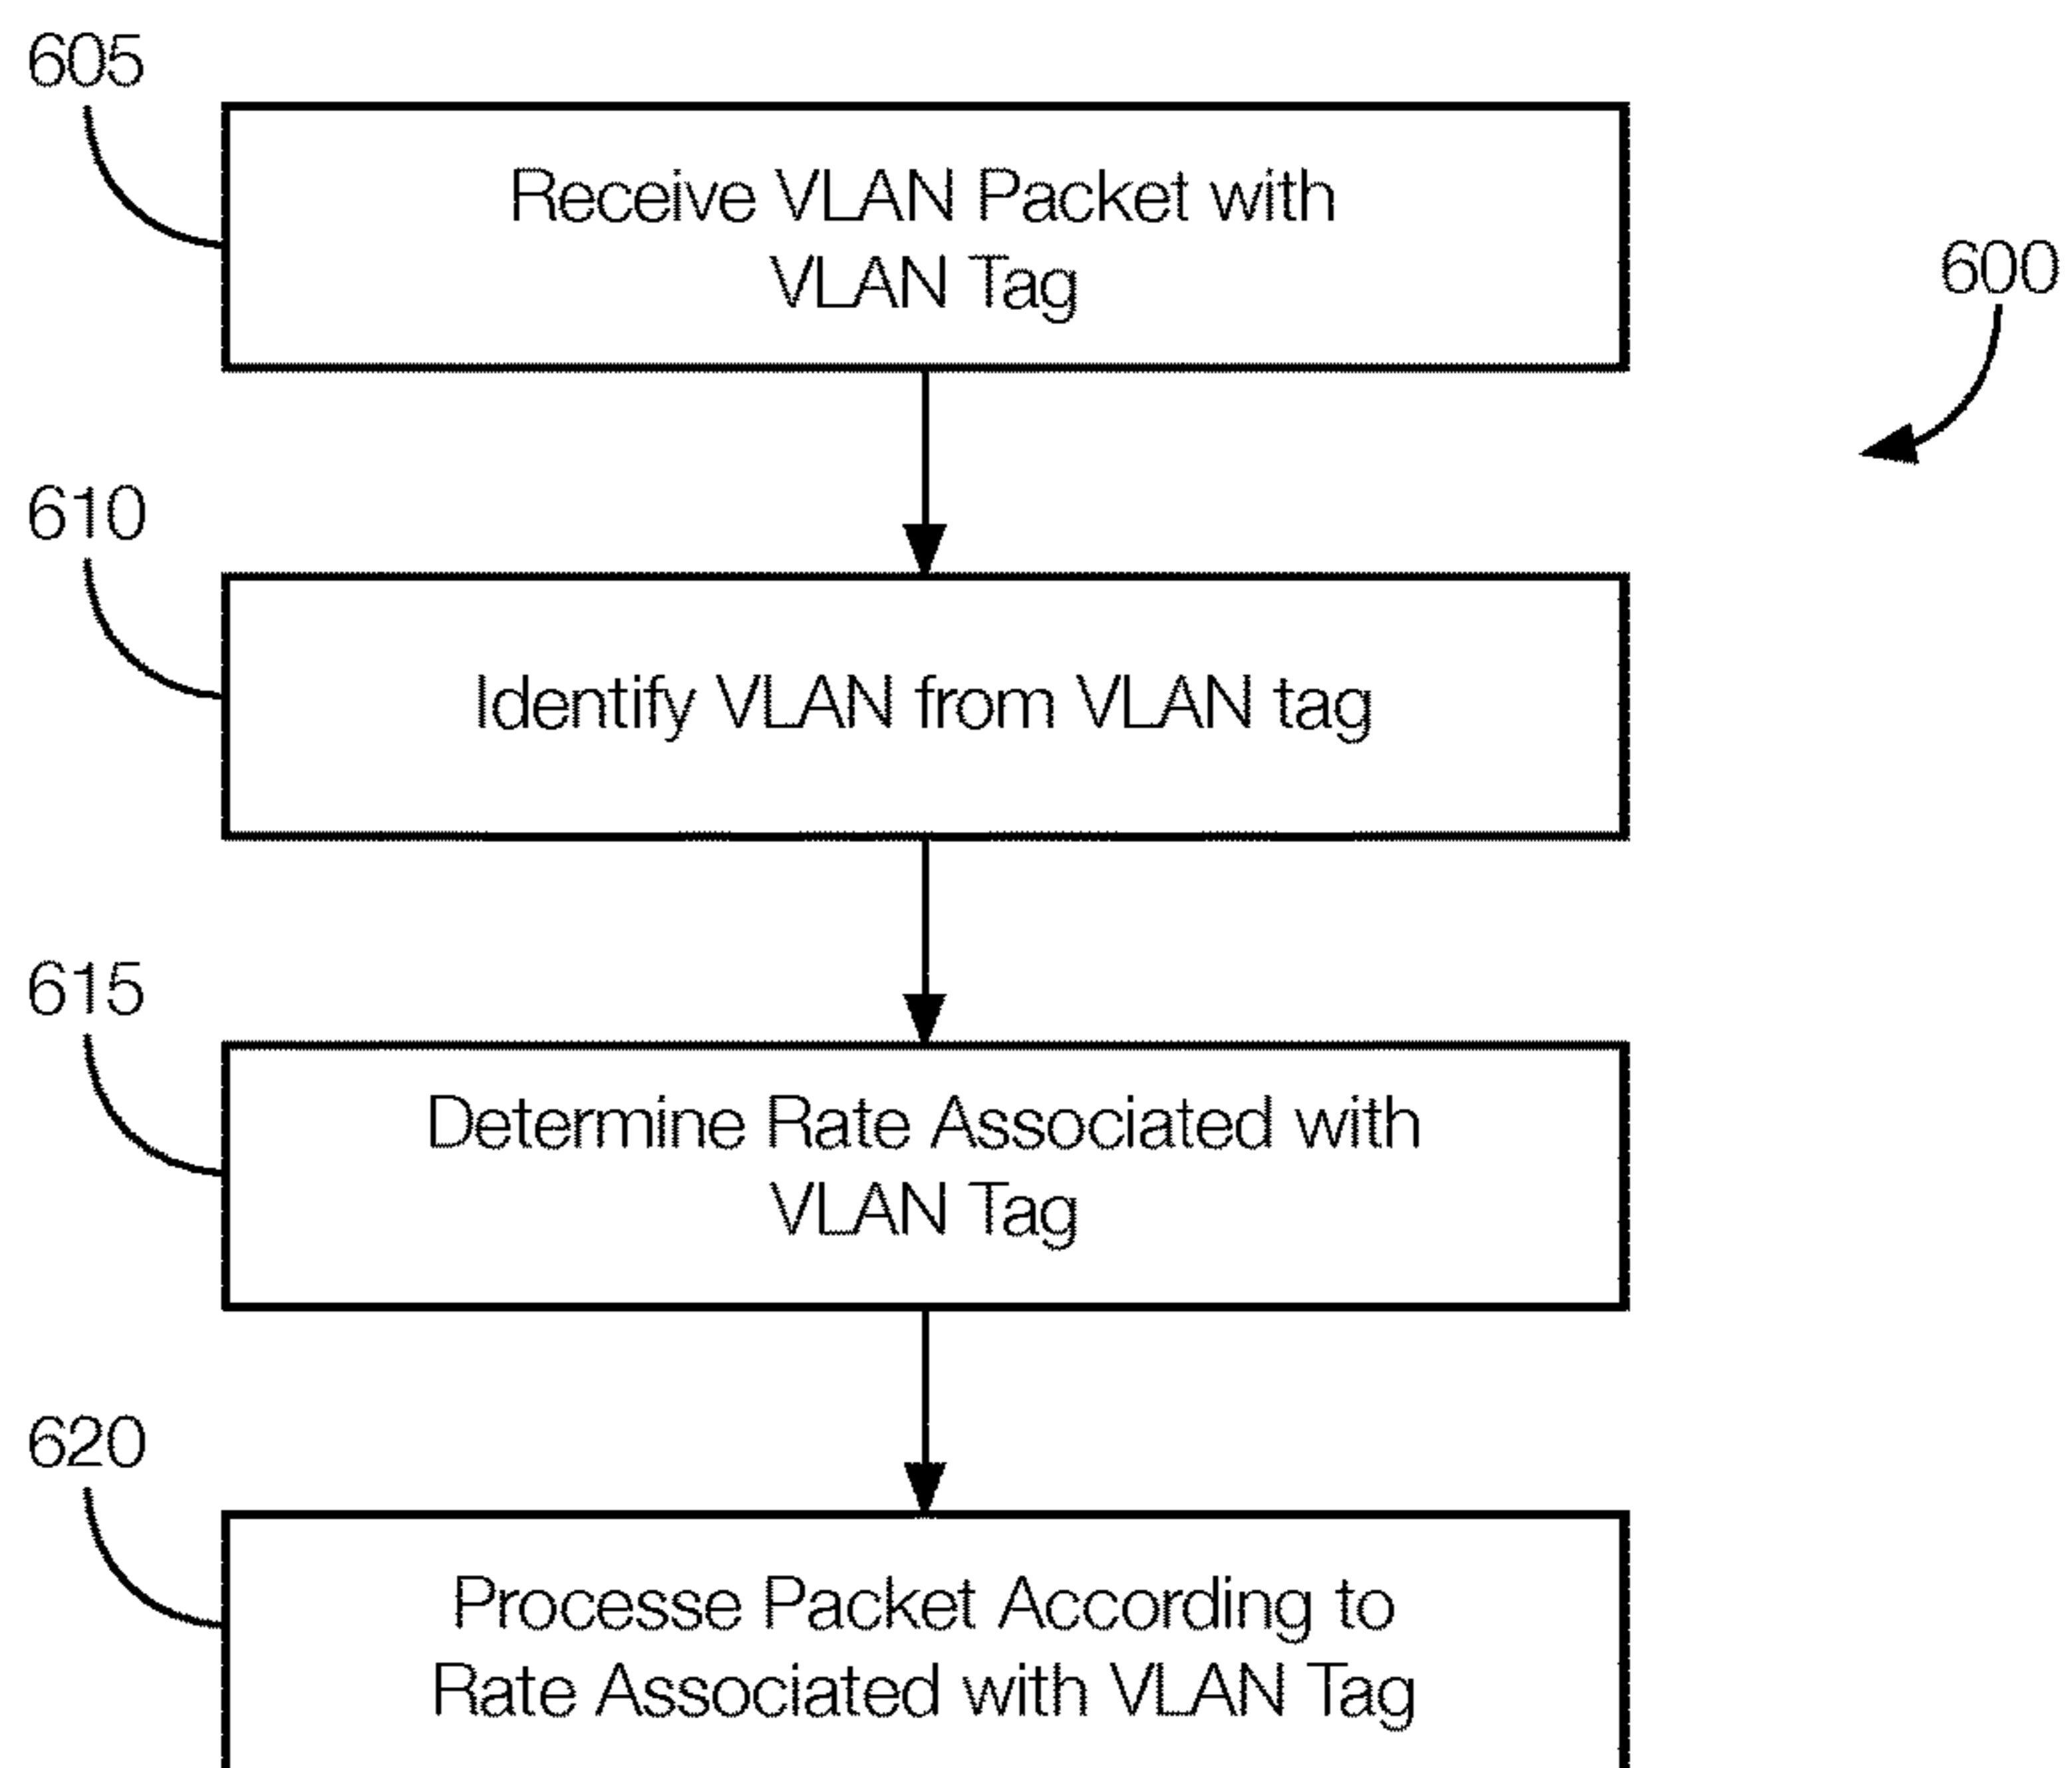 605
Receive VLAN Packet with
VLAN Tag
600
610
Identify VLAN from VLAN tag
615
Determine Rate Associated with
VLAN Tag
620
Processe Packet According to
Rate Associated with VLAN Tag